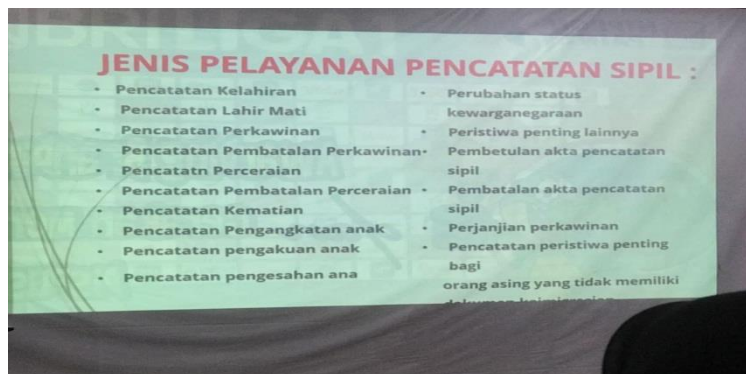 JENIS PELAYANAN PENCATATAN SIPIL :
• Pencatatan Kelahiran
• Pencatatan Lahir Mati
• Pencatatan Perkawinan
• Pencatatan Pembatalan Perkawinan
• Pencatatn Perceraian
• Pencatatan Pembatalan Perceraian
• Pencatatan Kematian
• Pencatatan Pengangkatan anak
• Pencatatan pengakuan anak
• Pencatatan pengesahan ana
• Perubahan status
kewarganegaraan
• Peristiwa penting lainnya
• Pembetulan akta pencatatan
sipil
• Pembatalan akta pencatatan
sipil
• Perjanjian perkawinan
• Pencatatan peristiwa penting
bagi
orang asing yang tidak memiliki